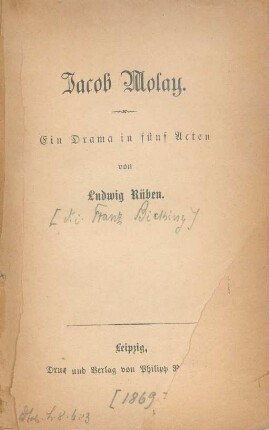 Jacob Molay.
Ein Drama in fünf Acten
von
Ludwig Rüben.
[d. i. Franz Bicking]
Leipzig,
Druck und Verlag von Philipp
[1869